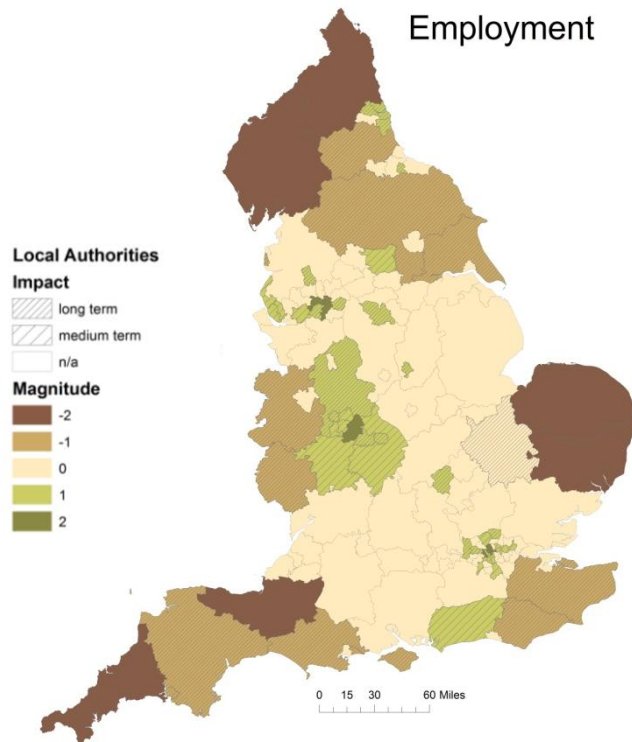 Employment
Local Authorities
Impact
long term
medium term
n/a
Magnitude
-2
-1
0
1
2
0 15 30 60 Miles